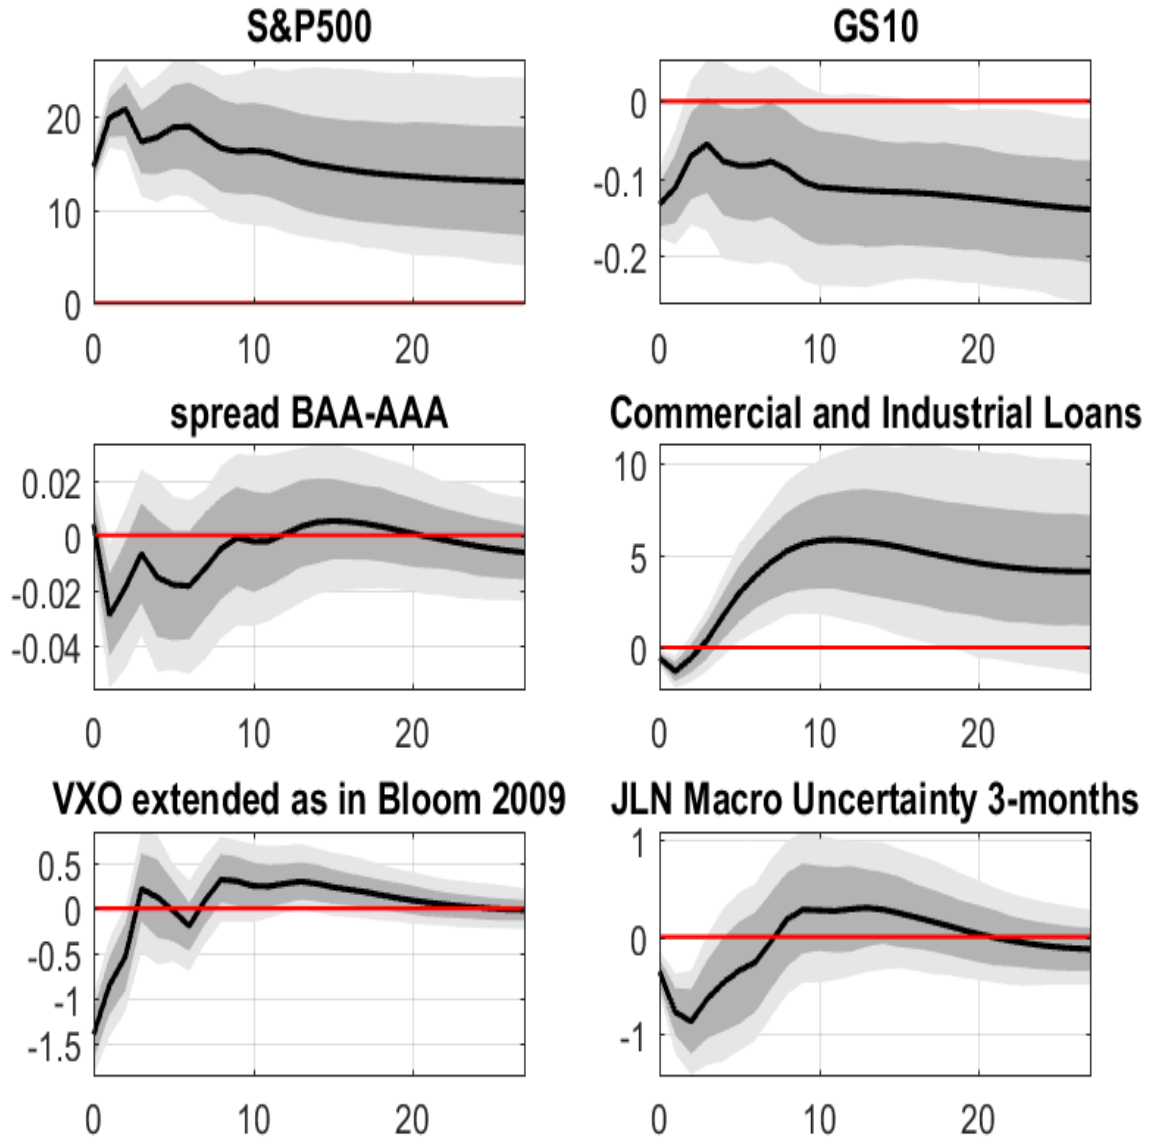 S&P500
GS10
20
10
0
0
-0.1
-0.2
0 10 20
0 10 20
spread BAA-AAA
Commercial and Industrial Loans
0.02
0
-0.02
-0.04
10
5
0
0 10 20
0 10 20
VXO extended as in Bloom 2009
JLN Macro Uncertainty 3-months
0.5
0
-0.5
-1
-1.5
1
0
-1
0 10 20
0 10 20